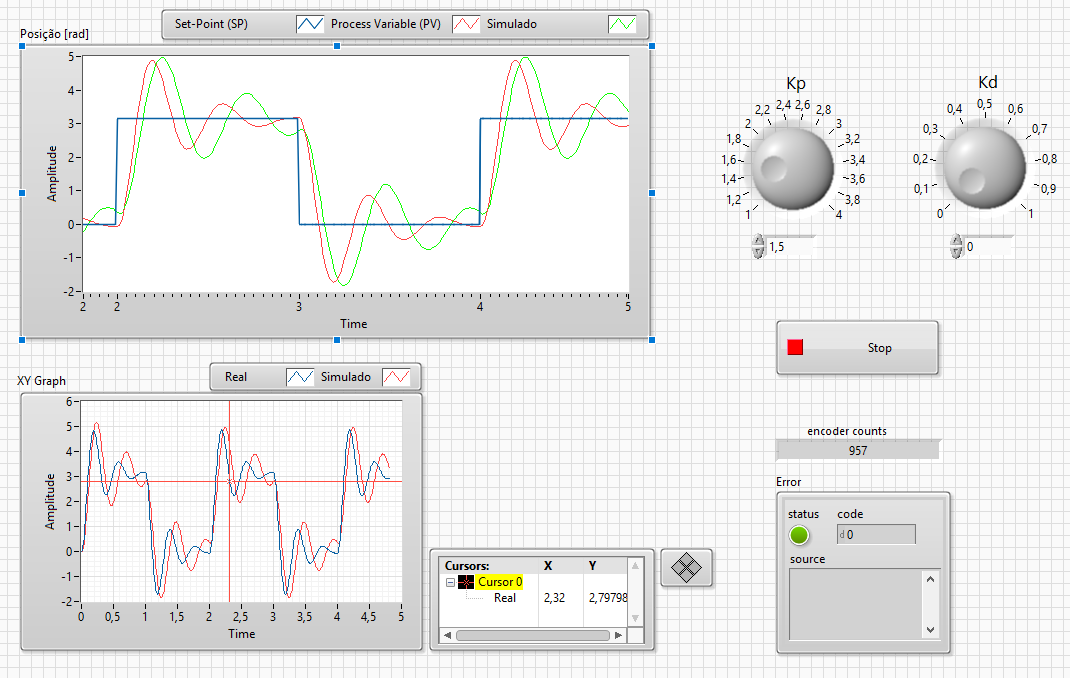 Set-Point (SP) Process Variable (PV) Simulado
Posição [rad]
5
4
3
2
1
0
-1
-2
Amplitude
2 2 3 4 5
Time
Kp
1 1,2 1,4 1,6 1,8 2 2,2 2,4 2,6 2,8 3 3,2 3,4 3,6 3,8 4
1,5
Kd
0 0,1 0,2 0,3 0,4 0,5 0,6 0,7 0,8 0,9 1
0
Stop
Real Simulado
XY Graph
6
5
4
3
2
1
0
-1
-2
Amplitude
0 0,5 1 1,5 2 2,5 3 3,5 4 4,5 5
Time
Cursors: X Y
Cursor 0
Real 2,32 2,79798
encoder counts
957
Error
status code
d 0
source